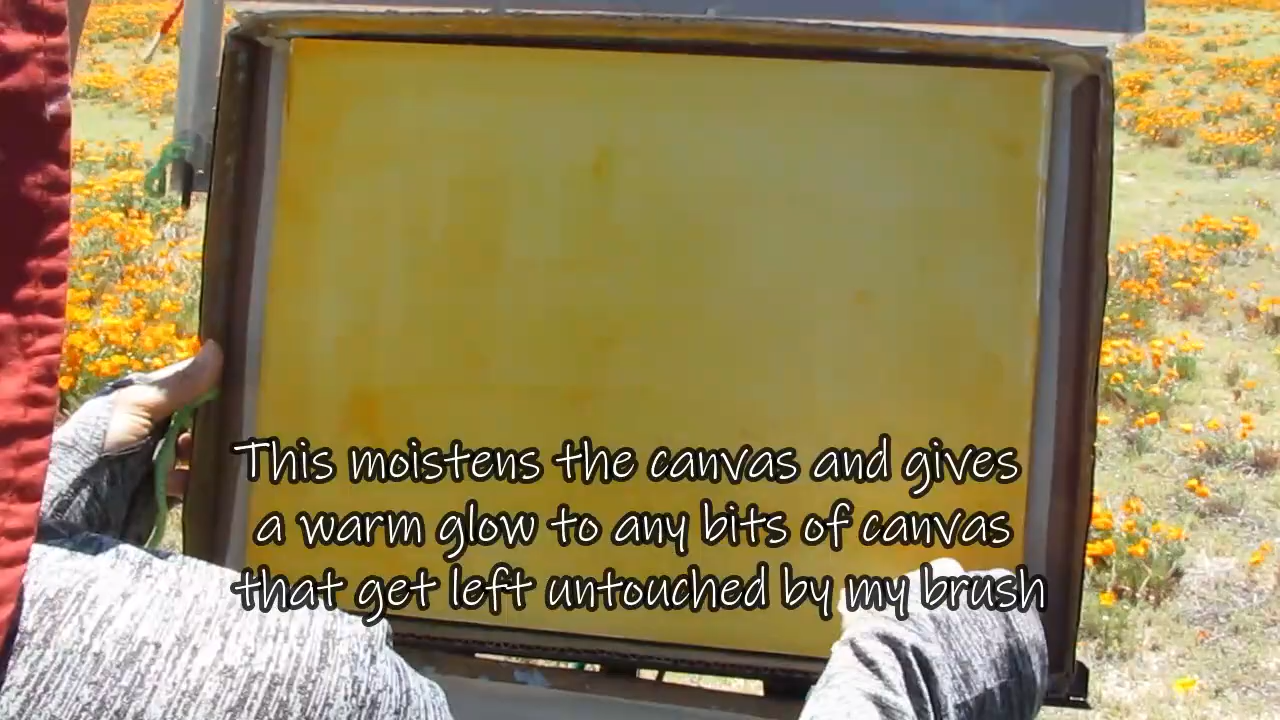 This moistens the canvas and gives
a warm glow to any bits of canvas
that get left untouched by my brush